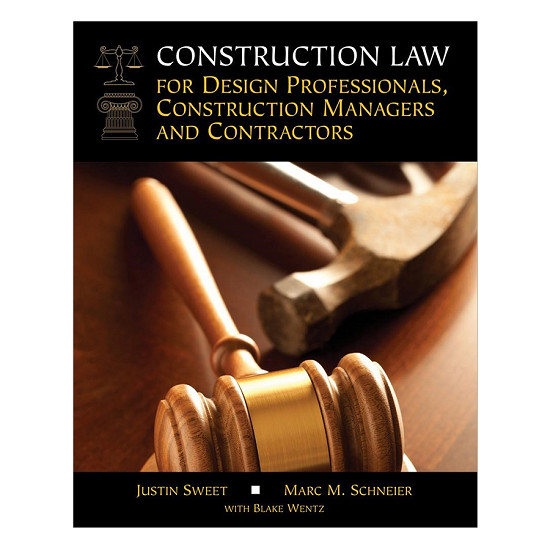 CONSTRUCTION LAW
FOR DESIGN PROFESSIONALS,
CONSTRUCTION MANAGERS
AND CONTRACTORS
JUSTIN SWEET ■ MARC M. SCHNEIER
WITH BLAKE WENTZ